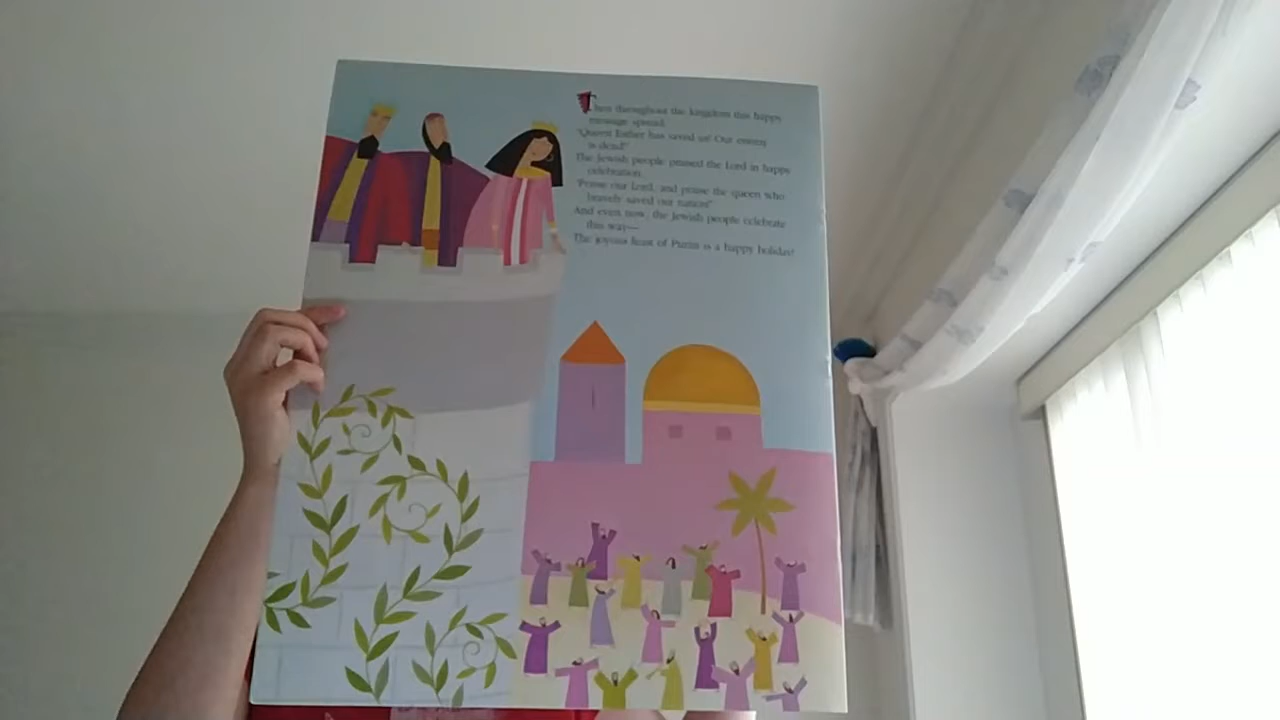 Then throughout the kingdom this happy
message spread:
"Queen Esther has saved us! Our enemy
is dead!"
The Jewish people praised the Lord in happy
celebration.
"Praise our Lord, and praise the queen who
bravely saved our nation!"
And even now, the Jewish people celebrate
this way—
The joyous feast of Purim is a happy holiday!